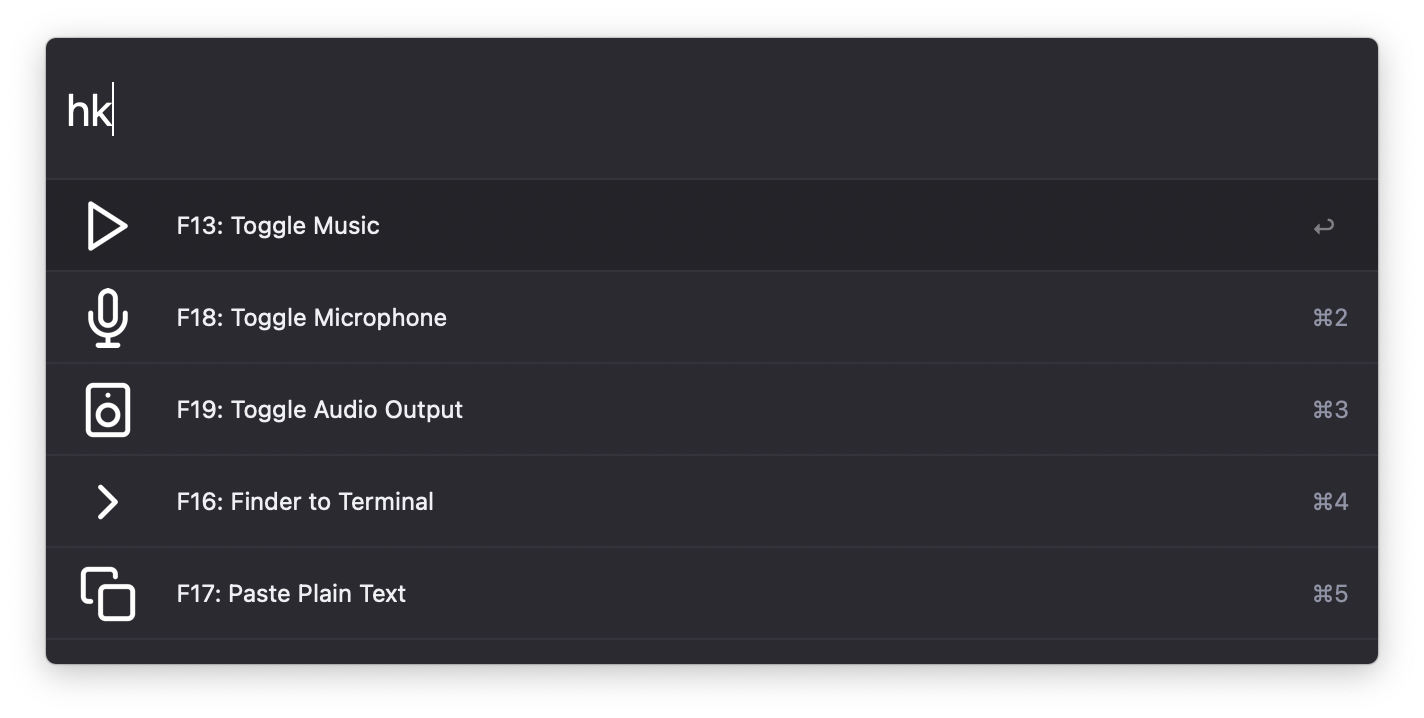 hk
F13: Toggle Music ↩
F18: Toggle Microphone ⌘2
F19: Toggle Audio Output ⌘3
F16: Finder to Terminal ⌘4
F17: Paste Plain Text ⌘5